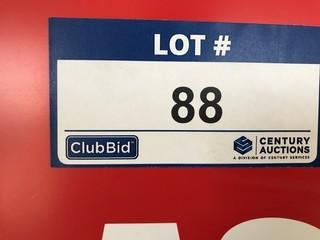 LOT #
88
ClubBid
CENTURY
AUCTIONS
A DIVISION OF CENTURY SERVICES